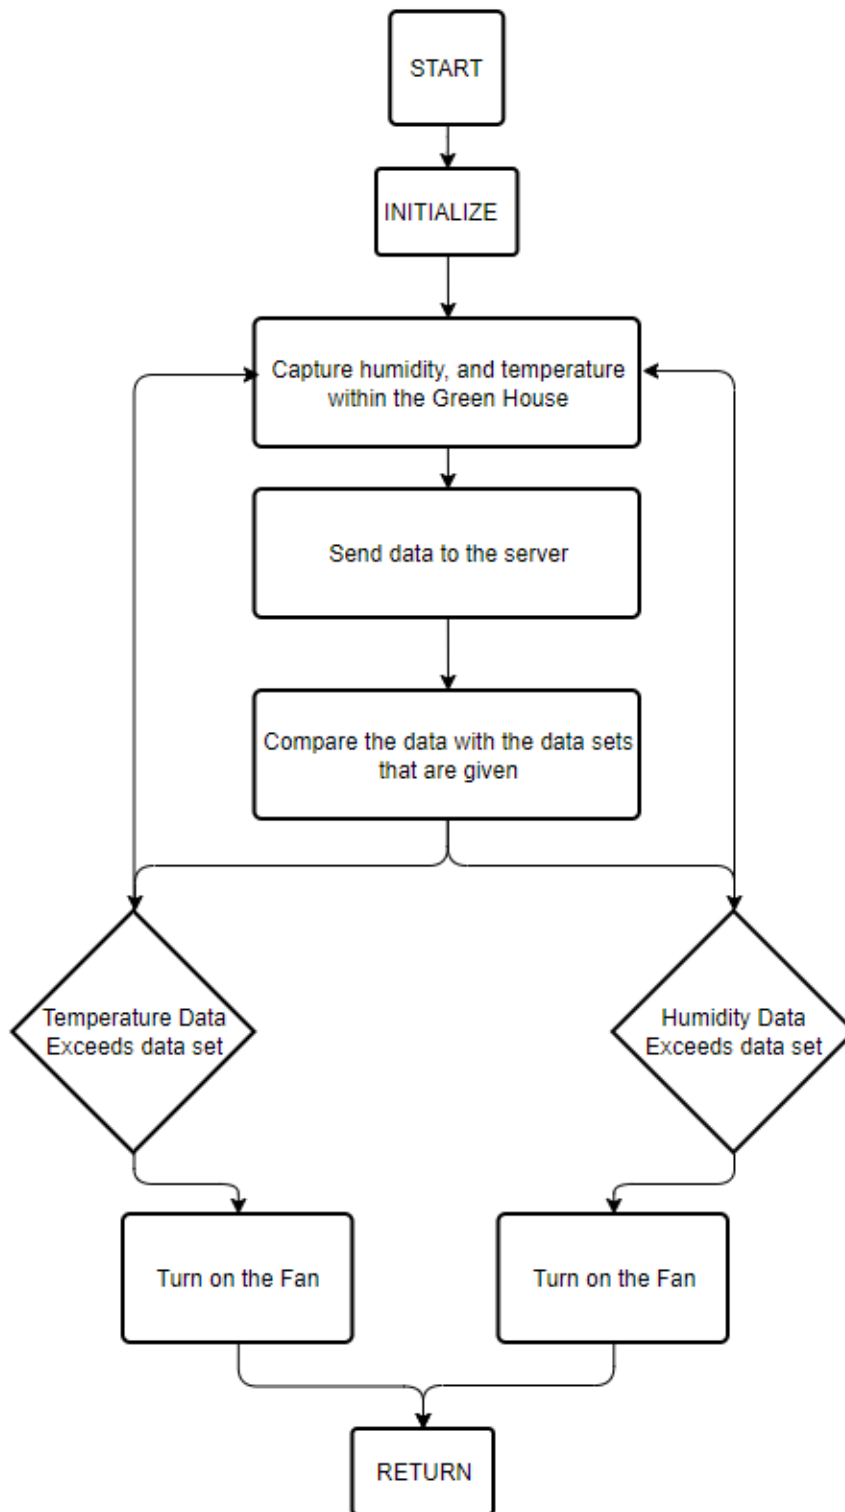 START
INITIALIZE
Capture humidity, and temperature
within the Green House
Send data to the server
Compare the data with the data sets
that are given
Temperature Data
Exceeds data set
Humidity Data
Exceeds data set
Turn on the Fan
Turn on the Fan
RETURN